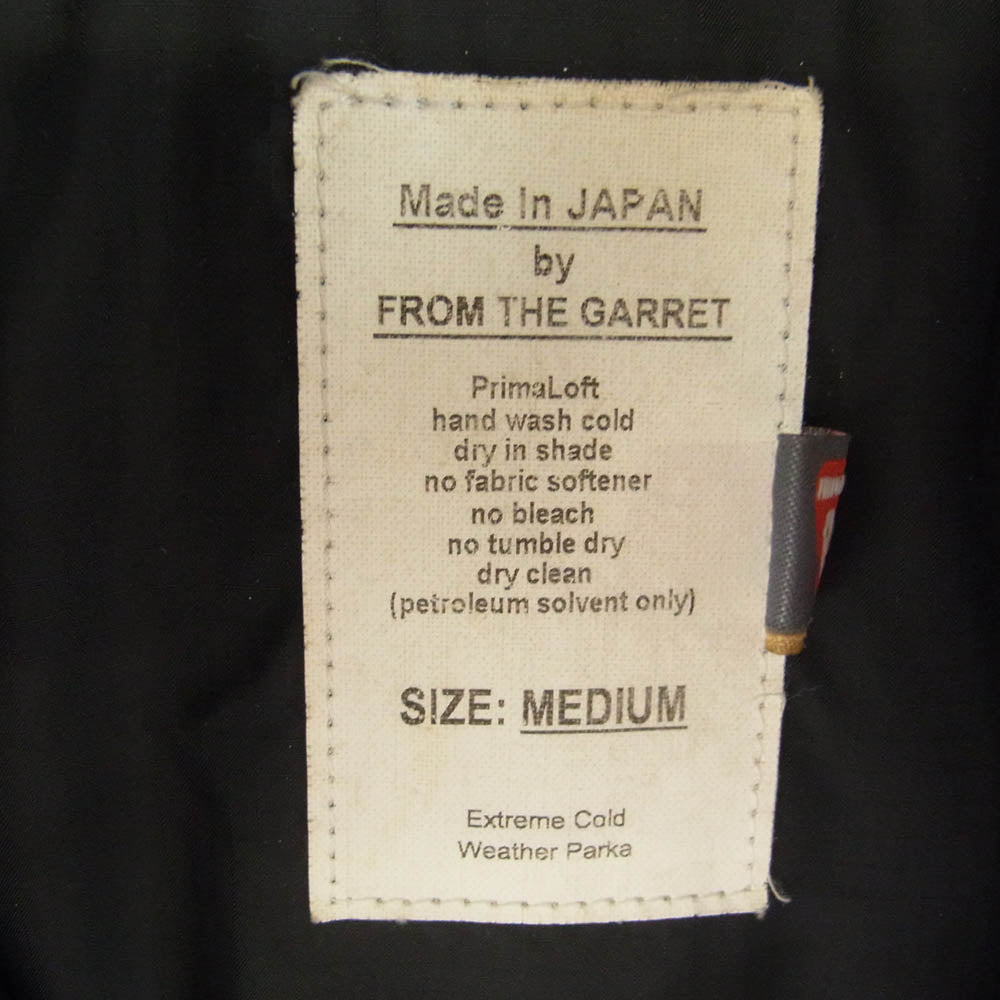 Made In JAPAN
by
FROM THE GARRET
PrimaLoft
hand wash cold
dry in shade
no fabric softener
no bleach
no tumble dry
dry clean
(petroleum solvent only)
SIZE: MEDIUM
Extreme Cold
Weather Parka